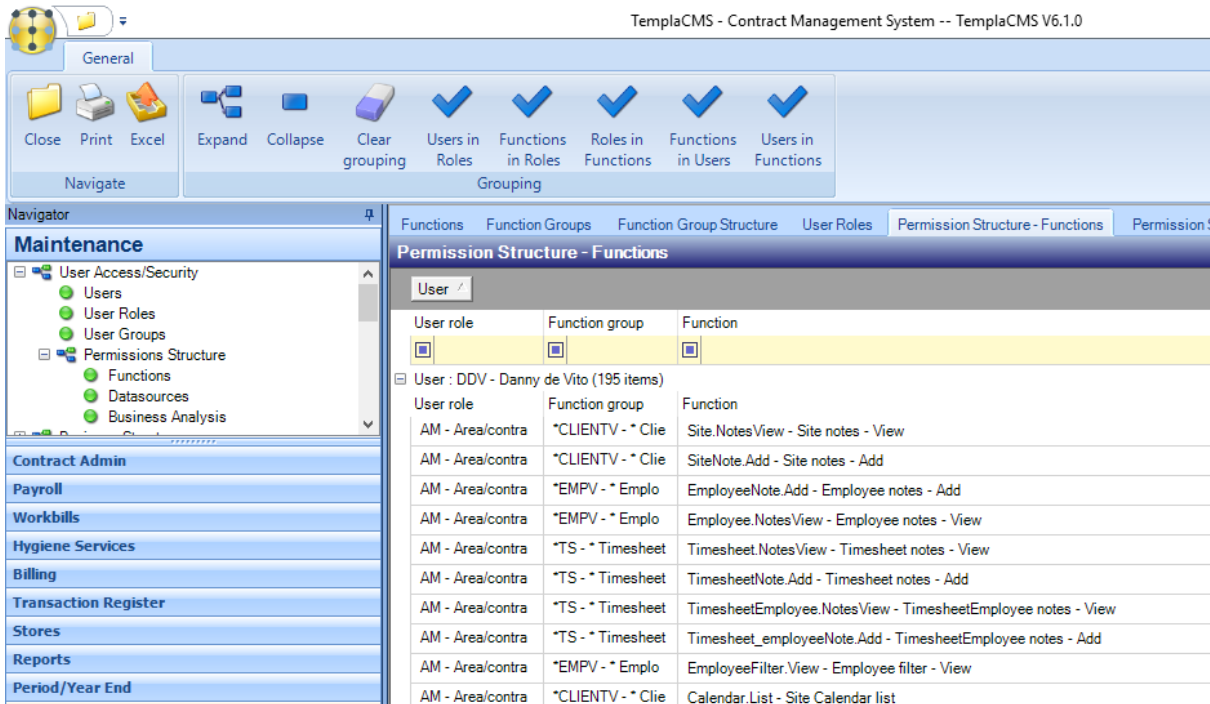 TemplaCMS - Contract Management System -- TemplaCMS V6.1.0
General
Close Print Excel Expand Collapse Clear grouping Users in Roles Functions in Roles Roles in Functions Functions in Users Users in Functions
Navigate Grouping
Navigator
Maintenance
User Access/Security
Users
User Roles
User Groups
Permissions Structure
Functions
Datasources
Business Analysis
Contract Admin
Payroll
Workbills
Hygiene Services
Billing
Transaction Register
Stores
Reports
Period/Year End
Functions Function Groups Function Group Structure User Roles Permission Structure - Functions Permission
Permission Structure - Functions
User
User role Function group Function
User : DDV - Danny de Vito (195 items)
User role Function group Function
AM - Area/contra *CLIENTV - * Clie Site.NotesView - Site notes - View
AM - Area/contra *CLIENTV - * Clie SiteNote.Add - Site notes - Add
AM - Area/contra *EMPV - * Emplo EmployeeNote.Add - Employee notes - Add
AM - Area/contra *EMPV - * Emplo Employee.NotesView - Employee notes - View
AM - Area/contra *TS - * Timesheet Timesheet.NotesView - Timesheet notes - View
AM - Area/contra *TS - * Timesheet TimesheetNote.Add - Timesheet notes - Add
AM - Area/contra *TS - * Timesheet TimesheetEmployee.NotesView - TimesheetEmployee notes - View
AM - Area/contra *TS - * Timesheet Timesheet_employeeNote.Add - TimesheetEmployee notes - Add
AM - Area/contra *EMPV - * Emplo EmployeeFilter.View - Employee filter - View
AM - Area/contra *CLIENTV - * Clie Calendar.List - Site Calendar list